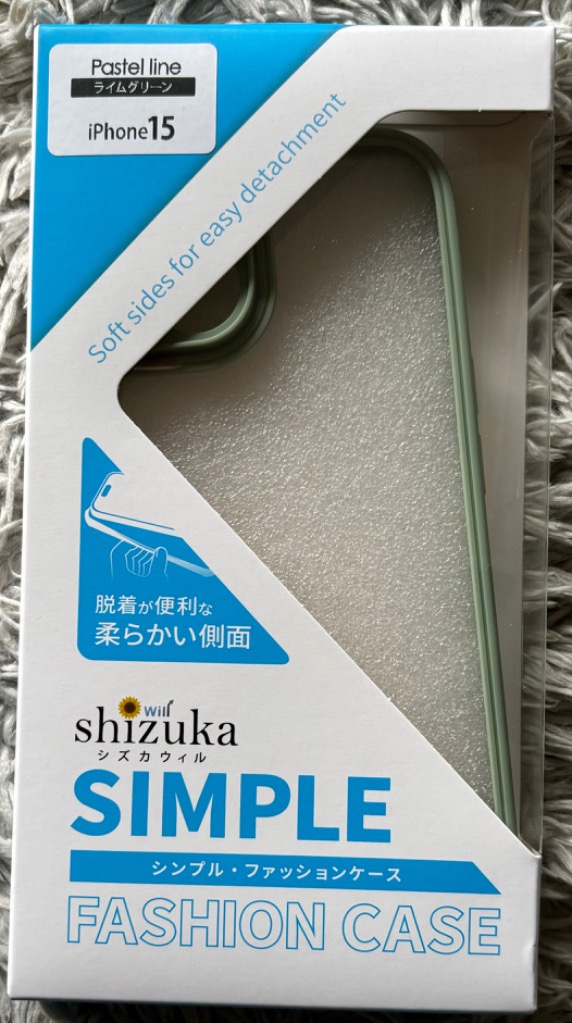 Pastel line
ライムグリーン
iPhone15
Soft sides for easy detachment
脱着が便利な
柔らかい側面
Will
shizuka
シズカウィル
SIMPLE
シンプル・ファッションケース
FASHION CASE